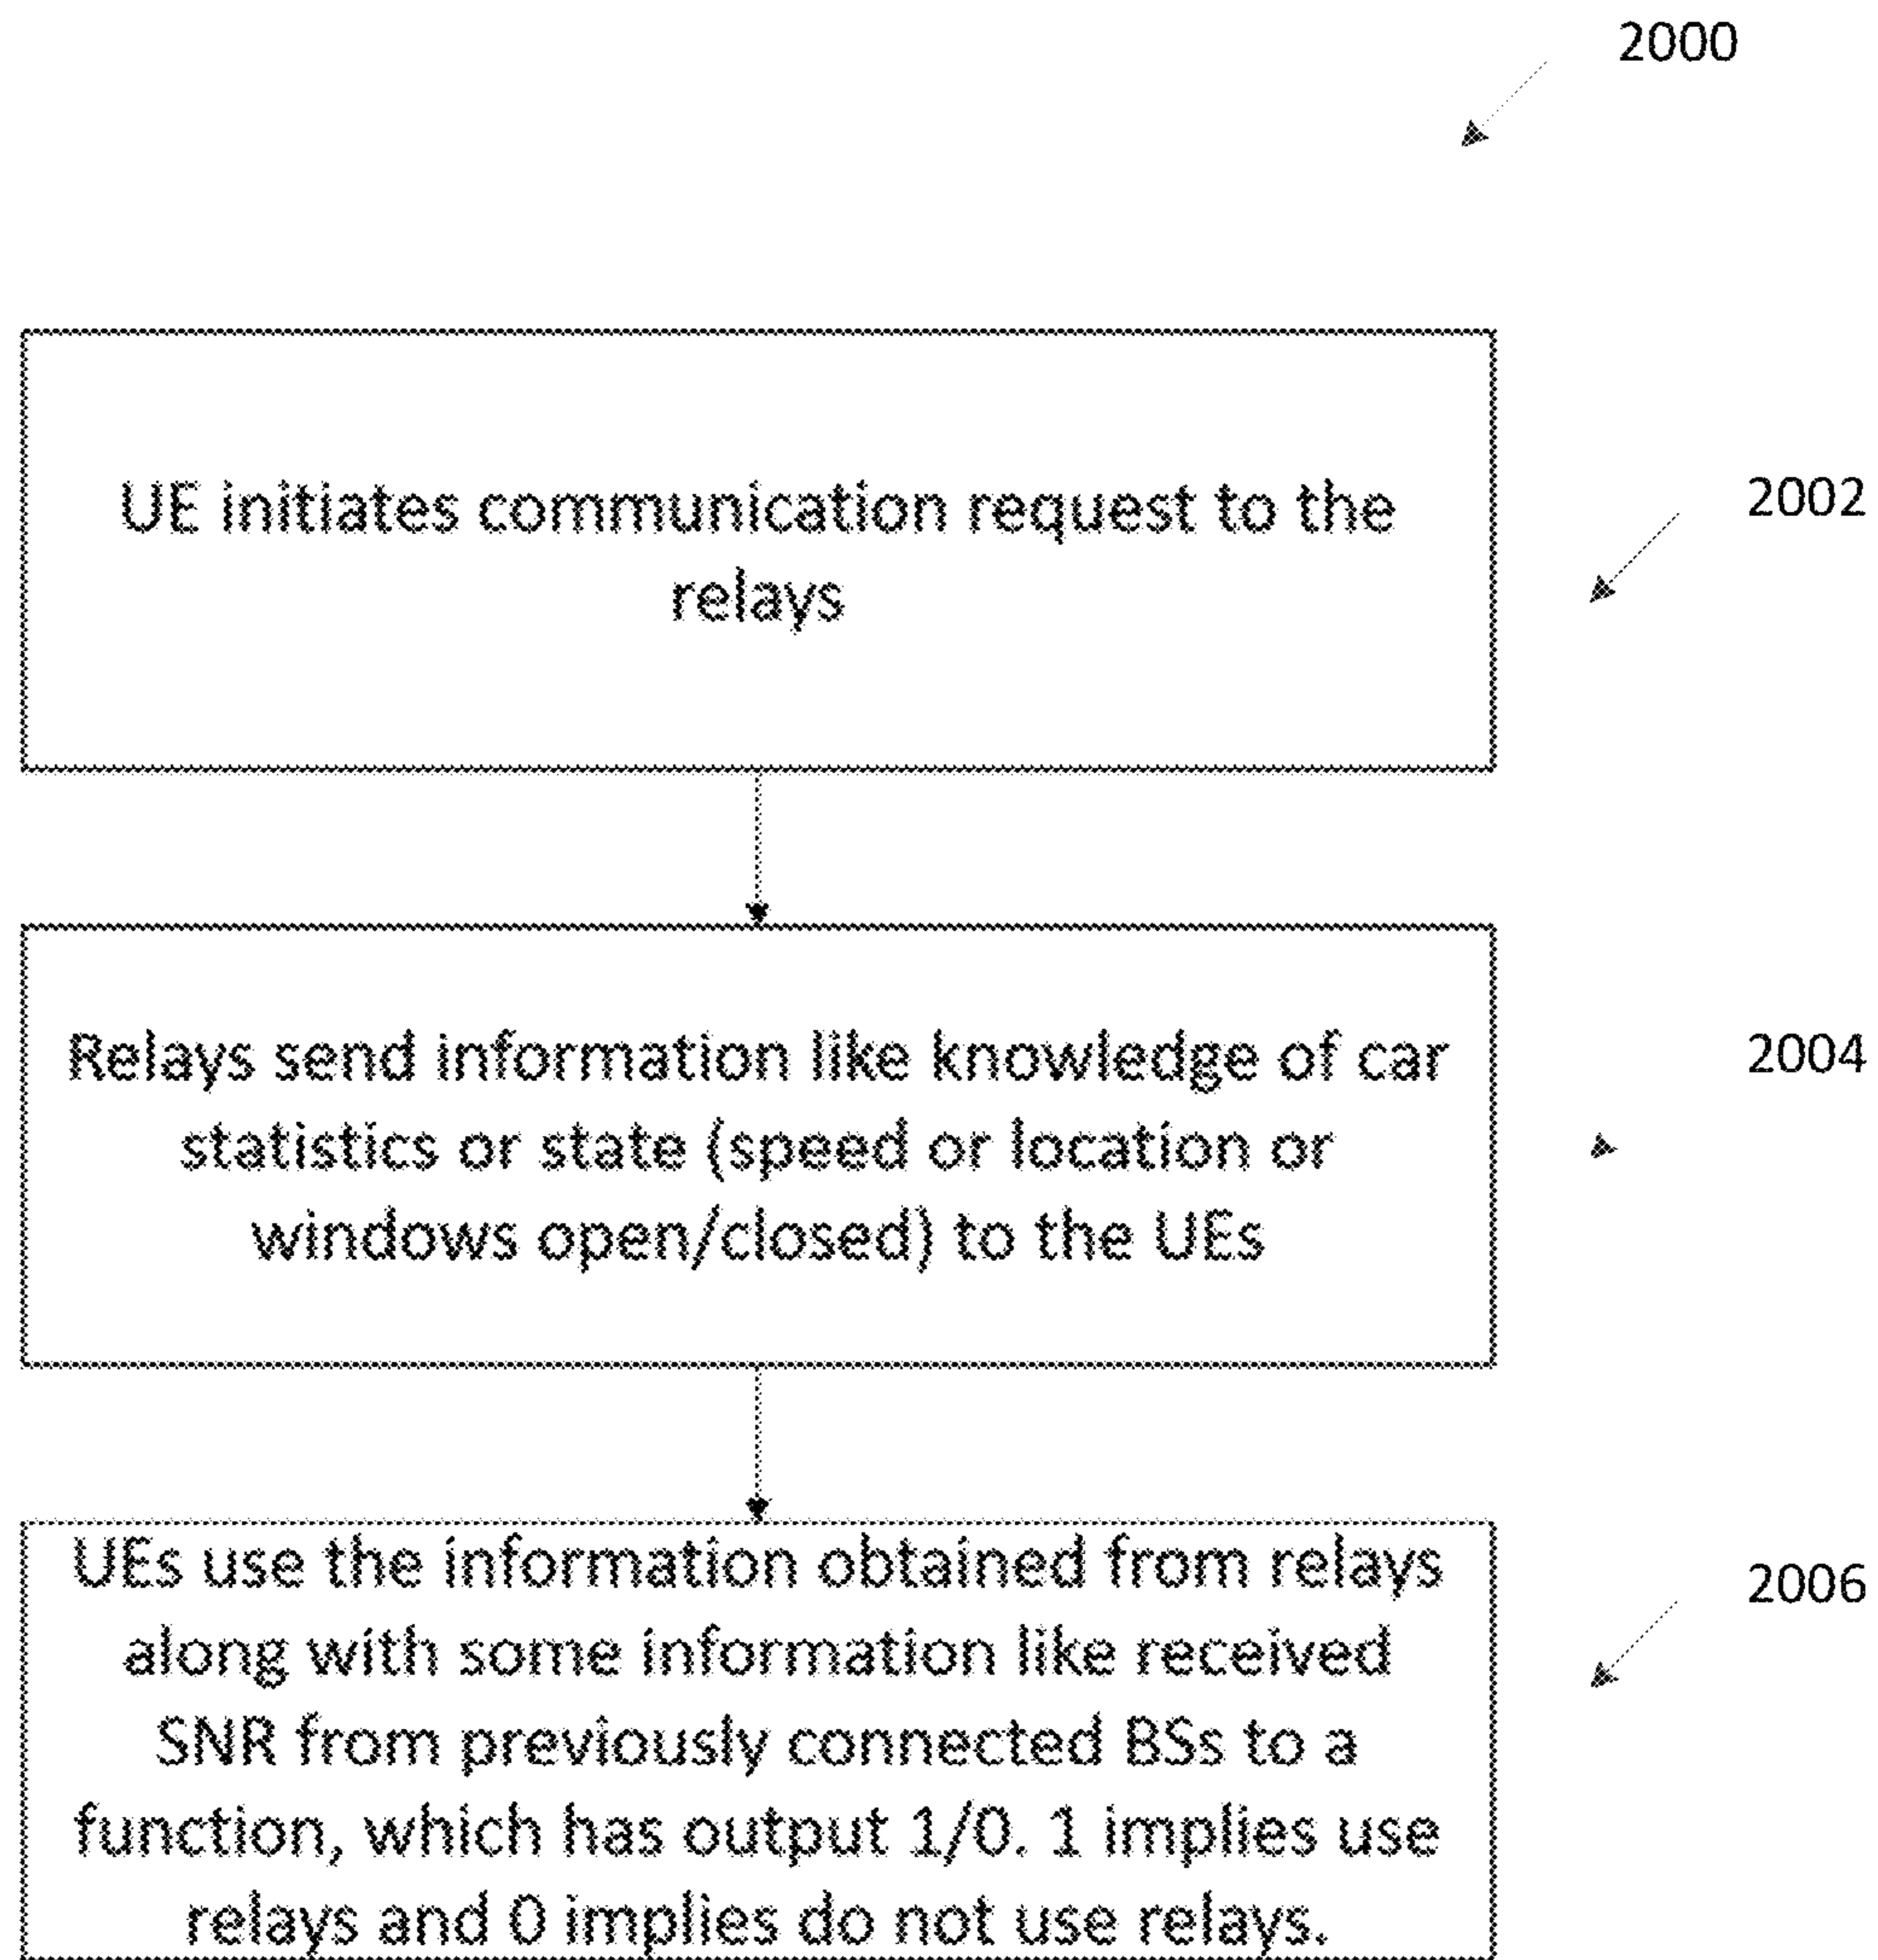 2000
UE initiates communication request to the
relays
2002
Relays send information like knowledge of car
statistics or state (speed or location or
windows open/closed) to the UEs
2004
UEs use the information obtained from relays
along with some information like received
SNR from previously connected BSs to a
function, which has output 1/0. 1 implies use
relays and 0 implies do not use relays.
2006